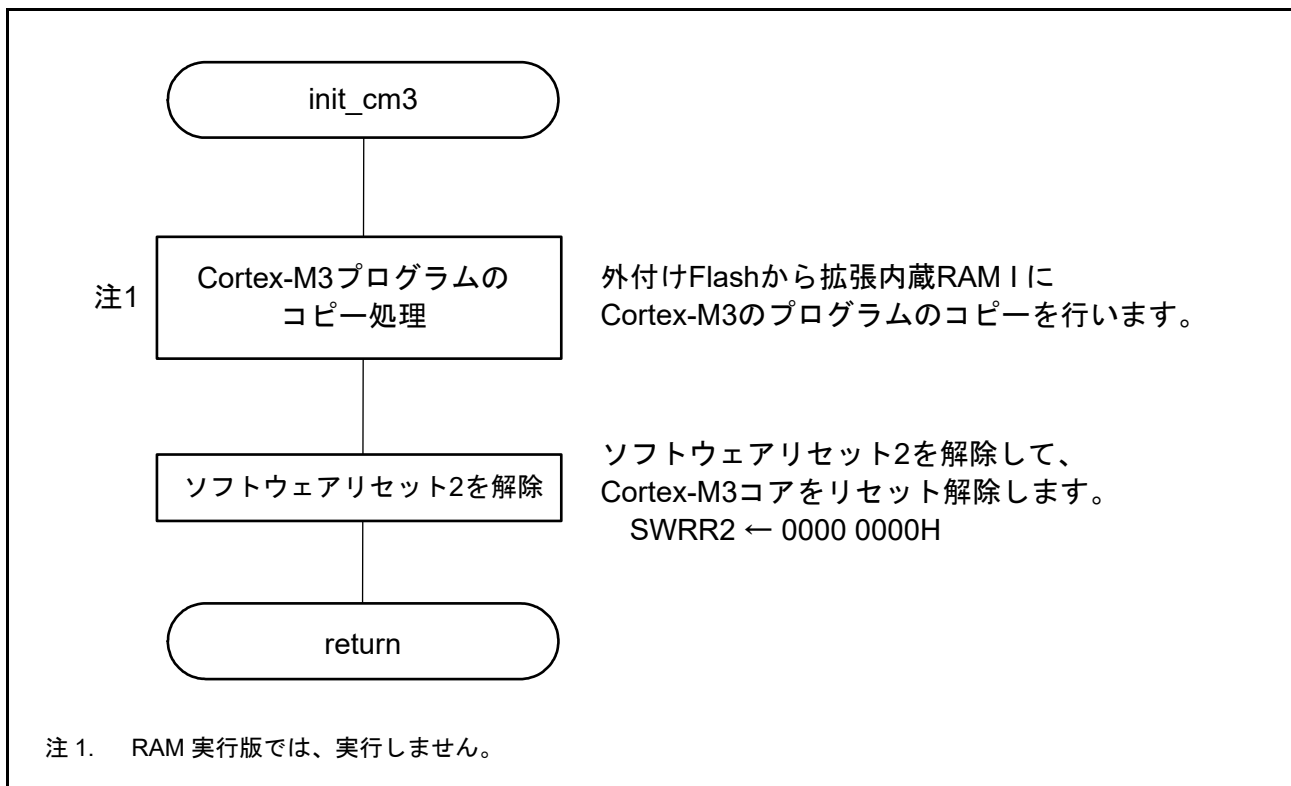 init_cm3
注1
Cortex-M3プログラムの
コピー処理
外付けFlashから拡張内蔵RAM I に
Cortex-M3のプログラムのコピーを行います。
ソフトウェアリセット2を解除
ソフトウェアリセット2を解除して、
Cortex-M3コアをリセット解除します。
SWRR2 ← 0000 0000H
return
注 1. RAM 実行版では、実行しません。